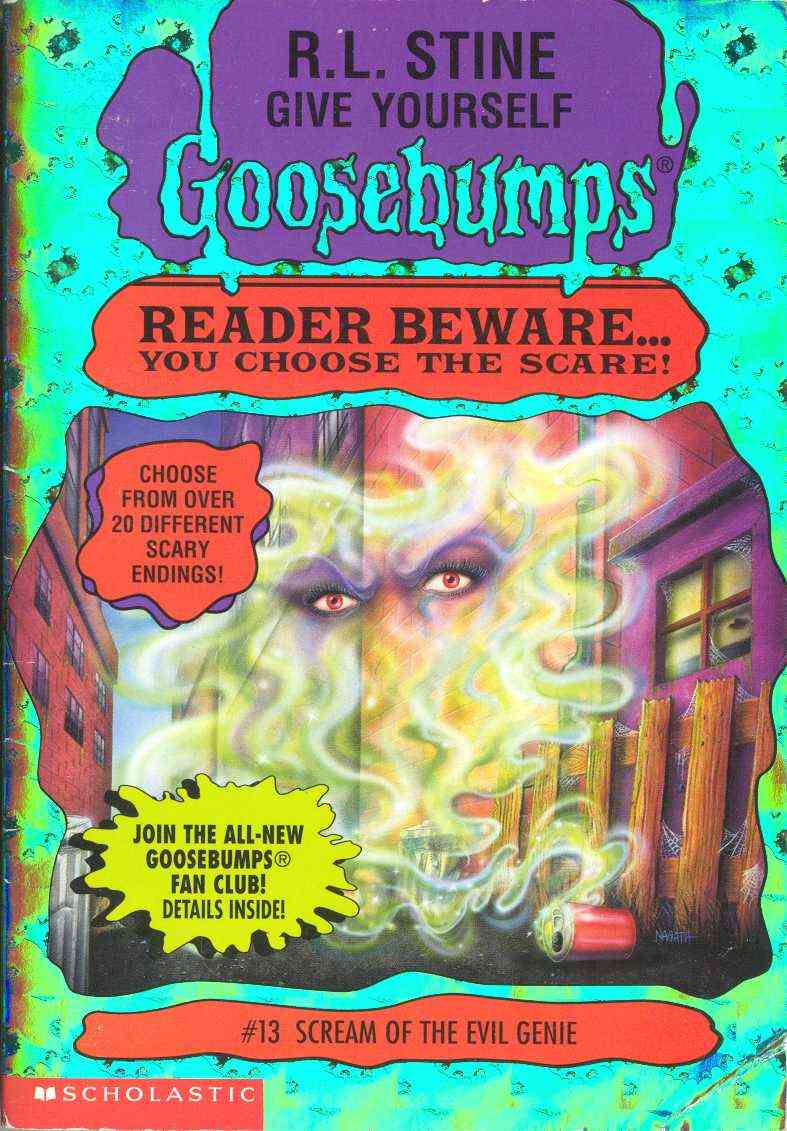 R.L. STINE
GIVE YOURSELF
Goosebumps®
READER BEWARE...
YOU CHOOSE THE SCARE!
CHOOSE
FROM OVER
20 DIFFERENT
SCARY
ENDINGS!
JOIN THE ALL-NEW
GOOSEBUMPS®
FAN CLUB!
DETAILS INSIDE!
NAGATA
#13 SCREAM OF THE EVIL GENIE
SCHOLASTIC